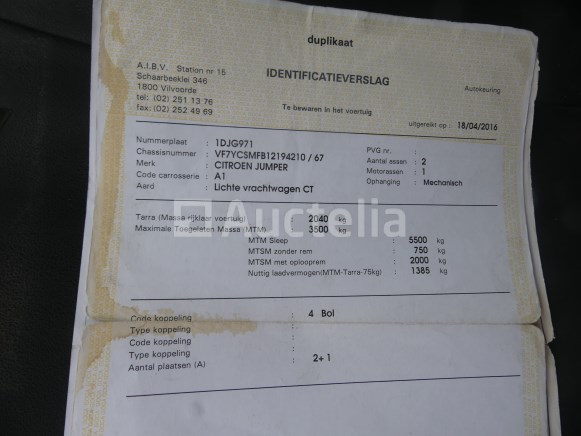 duplikaat
A.I.B.V. Station nr 15
Schaarbeeklei 346
1800 Vilvoorde
tel: (02) 251 13 76
fax: (02) 252 49 69
IDENTIFICATIEVERSLAG
Autokeuring
Te bewaren in het voertuig
uitgereikt op : 18/04/2016
Nummerplaat : 1DJG971
PVG nr. :
Chassisnummer : VF7YCSMFB12194210 / 67
Aantal assen : 2
Merk : CITROEN JUMPER
Motorassen : 1
Code carrosserie : A1
Ophanging : Mechanisch
Aard : Lichte vrachtwagen CT
Auctelia
Tarra (Massa rijklaar voertuig) : 2040 kg
Maximale Toegelaten Massa (MTM) : 3500 kg
MTM Sleep : 5500 kg
MTSM zonder rem : 750 kg
MTSM met oplooprem : 2000 kg
Nuttig laadvermogen(MTM-Tarra-75kg) : 1385 kg
Code koppeling : 4 Bol
Type koppeling :
Code koppeling :
Type koppeling :
Aantal plaatsen (A) : 2+ 1